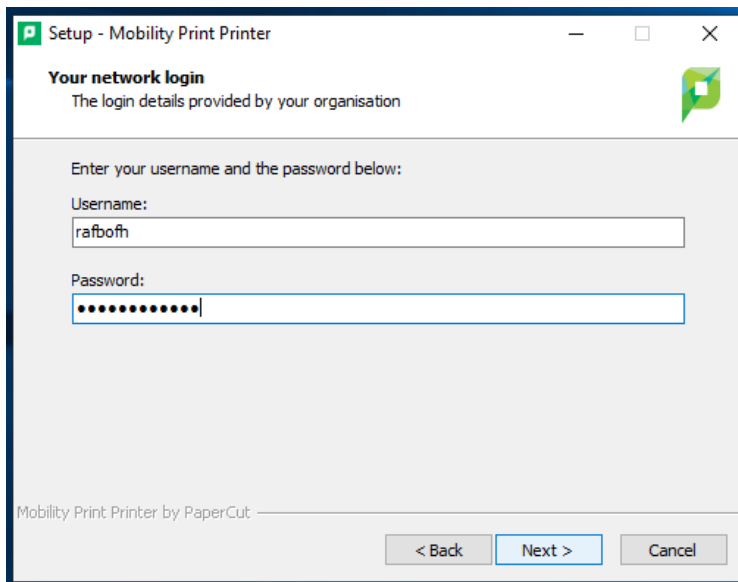 Setup - Mobility Print Printer
Your network login
The login details provided by your organisation
Enter your username and the password below:
Username:
rafbofh
Password:
●●●●●●●●●●●●
Mobility Print Printer by PaperCut
< Back Next > Cancel